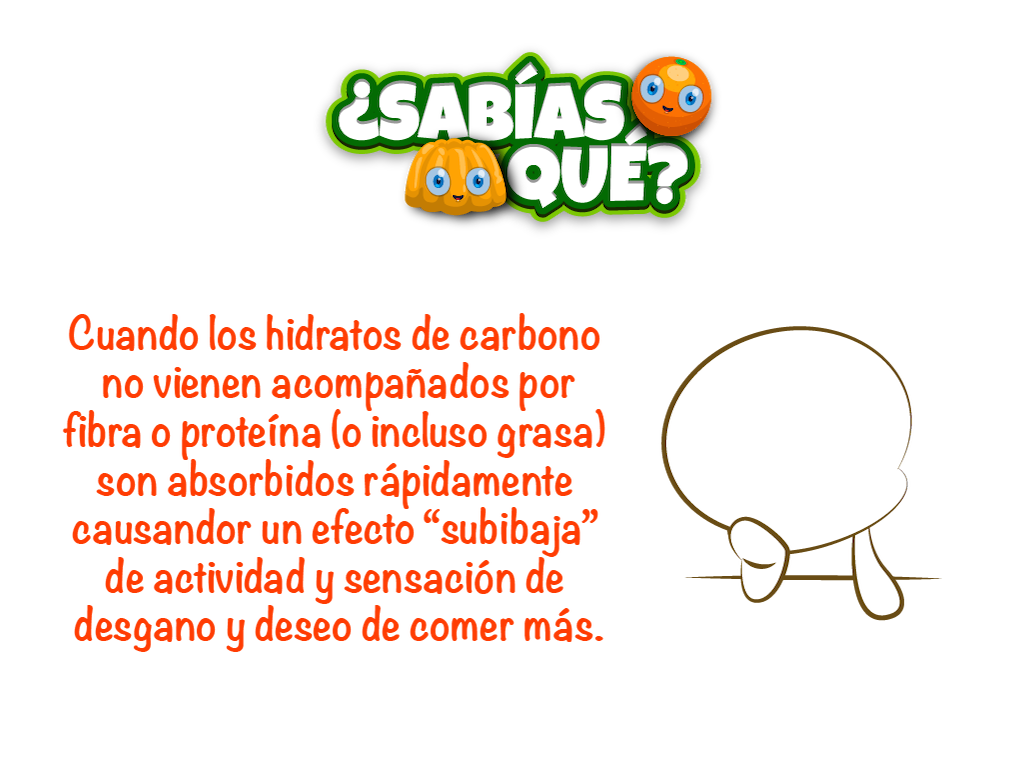 ¿SABÍAS
QUÉ?
Cuando los hidratos de carbono
no vienen acompañados por
fibra o proteína (o incluso grasa)
son absorbidos rápidamente
causandor un efecto “subibaja”
de actividad y sensación de
desgano y deseo de comer más.